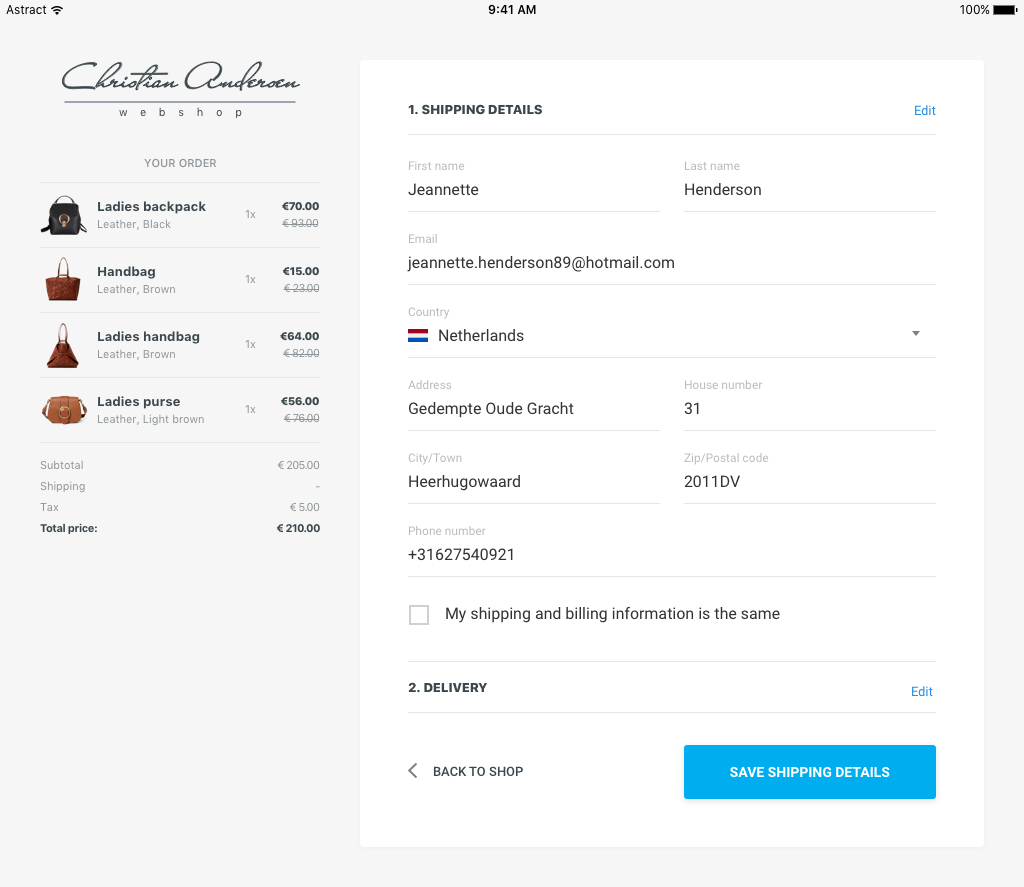 Astract
9:41 AM
100%
Christian Andersen
webshop
YOUR ORDER
Ladies backpack
Leather, Black
1x
€70.00
€ 93.00
Handbag
Leather, Brown
1x
€15.00
€ 23.00
Ladies handbag
Leather, Brown
1x
€64.00
€ 82.00
Ladies purse
Leather, Light brown
1x
€56.00
€ 76.00
Subtotal € 205.00
Shipping -
Tax € 5.00
Total price: € 210.00
1. SHIPPING DETAILS
Edit
First name
Jeannette
Last name
Henderson
Email
jeannette.henderson89@hotmail.com
Country
Netherlands
Address
Gedempte Oude Gracht
House number
31
City/Town
Heerhugowaard
Zip/Postal code
2011DV
Phone number
+31627540921
My shipping and billing information is the same
2. DELIVERY
Edit
BACK TO SHOP
SAVE SHIPPING DETAILS